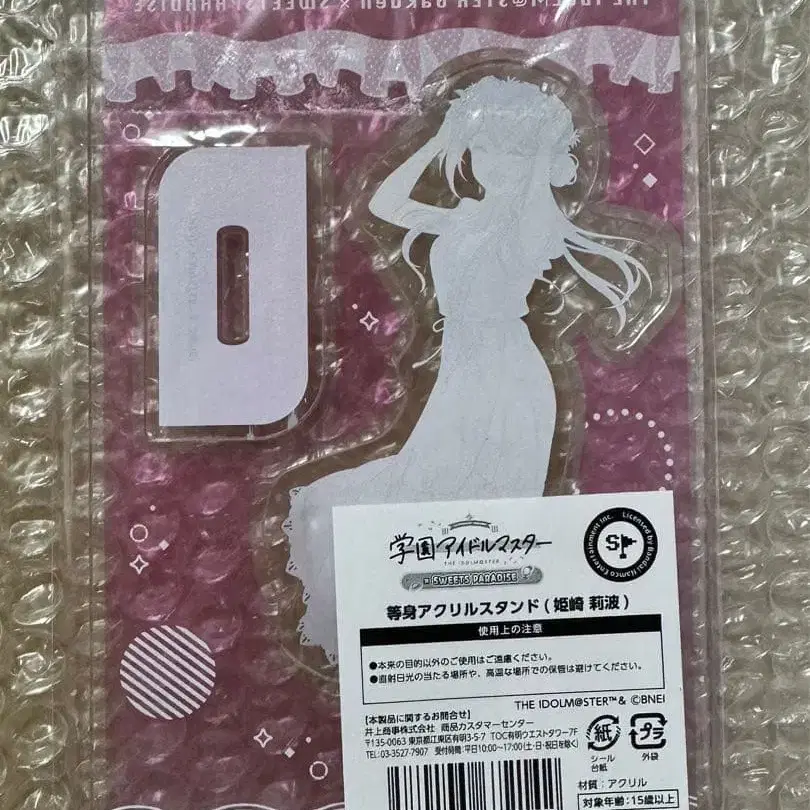 THE IDOLM@STER GAKUEN × SWEETS PARADISE
学園アイドルマスター
THE IDOLM@STER
× SWEETS PARADISE
Licensed by Bandai Namco Entertainment Inc.
SP
等身アクリルスタンド(姫崎 莉波)
使用上の注意
●本来の目的以外のご使用はご遠慮ください。
●直射日光の当たる場所や、高温な場所での保管は避けてください。
THE IDOLM@STER™& ©BNEI
【本製品に関するお問合せ】
井上商事株式会社 商品カスタマーセンター
〒135-0063 東京都江東区有明3-5-7 TOC有明ウエストタワー7F
TEL:03-3527-7907 受付時間:平日10:00〜17:00(土・日・祝日を除く)
紙
シール
台紙
プラ
外袋
材質:アクリル
対象年齢:15歳以上